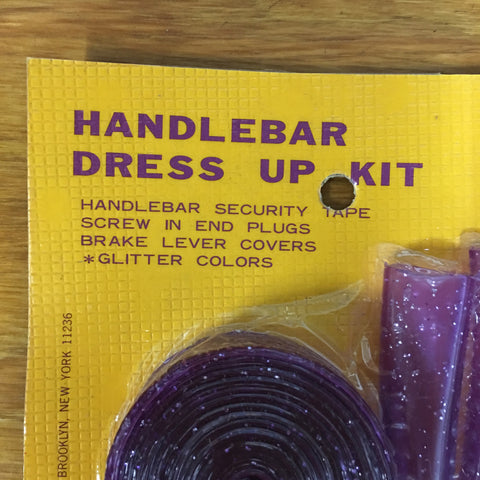 HANDLEBAR
DRESS UP KIT
HANDLEBAR SECURITY TAPE
SCREW IN END PLUGS
BRAKE LEVER COVERS
*GLITTER COLORS
BROOKLYN, NEW YORK 11236